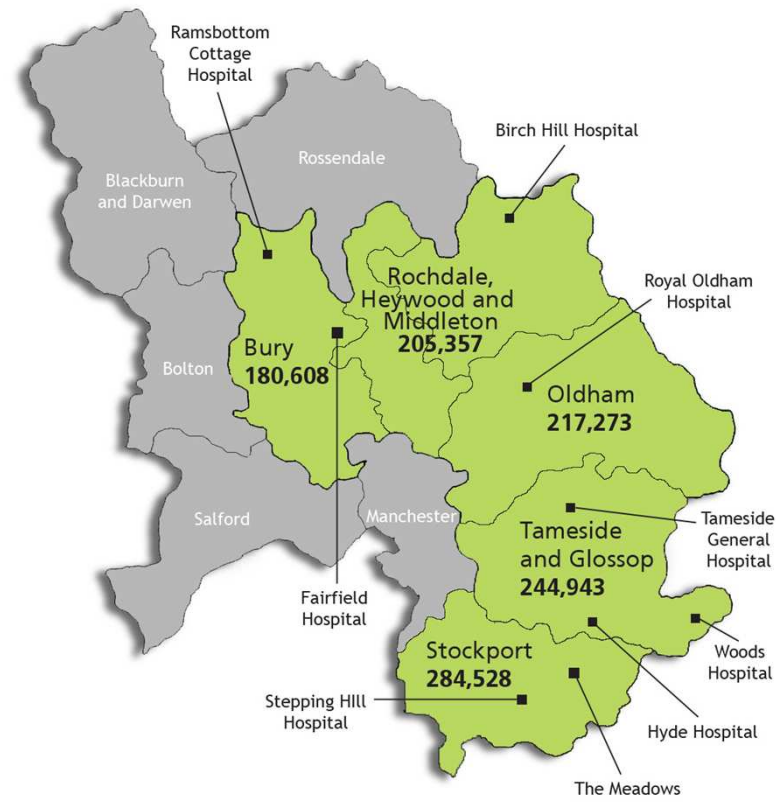 Ramsbottom
Cottage
Hospital
Birch Hill Hospital
Rossendale
Blackburn
and Darwen
Royal Oldham
Hospital
Rochdale,
Heywood and
Middleton
205,357
Bury
180,608
Bolton
Oldham
217,273
Salford
Manchester
Tameside
and Glossop
244,943
Tameside
General
Hospital
Fairfield
Hospital
Stockport
284,528
Woods
Hospital
Stepping HIll
Hospital
Hyde Hospital
The Meadows